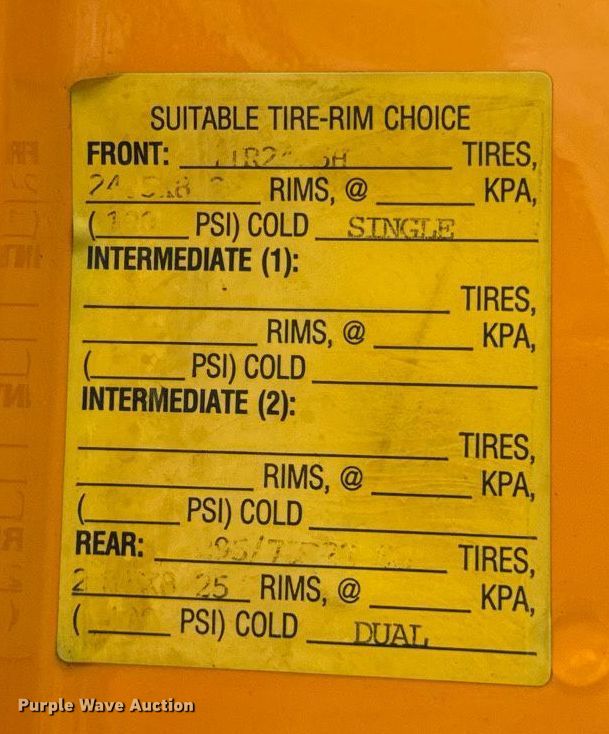 SUITABLE TIRE-RIM CHOICE
FRONT: TIRES,
RIMS, @ KPA,
( PSI) COLD SINGLE
INTERMEDIATE (1):
TIRES,
RIMS, @ KPA,
( PSI) COLD
INTERMEDIATE (2):
TIRES,
RIMS, @ KPA,
( PSI) COLD
REAR: TIRES,
RIMS, @ KPA,
( PSI) COLD DUAL
Purple Wave Auction